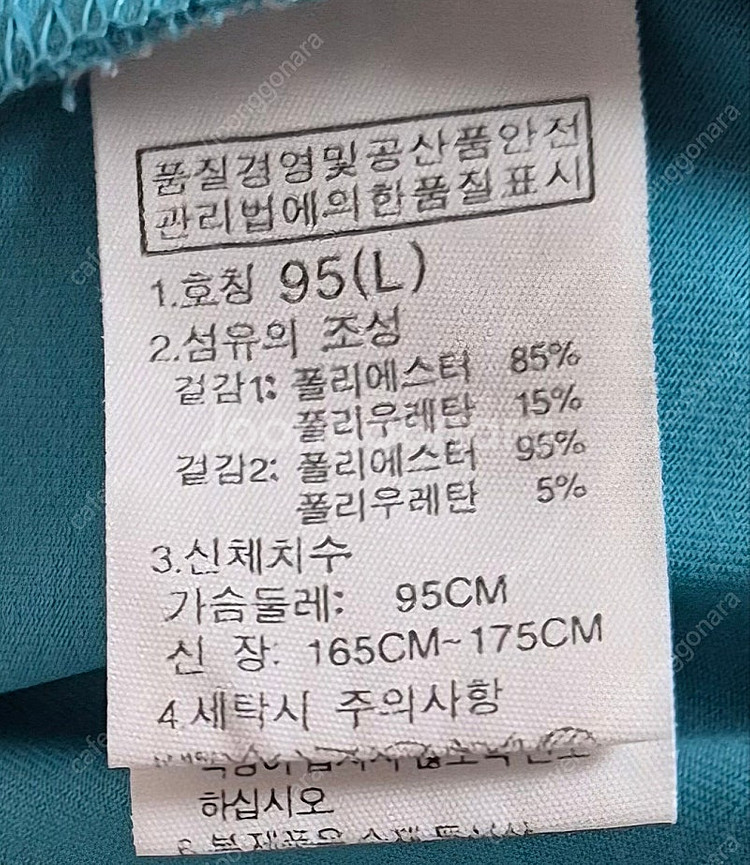 품질경영및공산품안전
관리법에의한품질표시
1.호칭 95(L)
2.섬유의 조성
겉감1: 폴리에스터 85%
폴리우레탄 15%
겉감2: 폴리에스터 95%
폴리우레탄 5%
3.신체치수
가슴둘레: 95CM
신 장: 165CM~175CM
4.세탁시 주의사항
하십시오